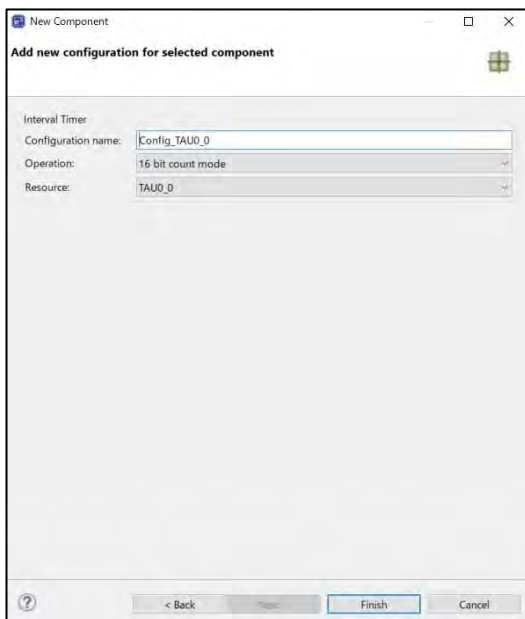 New Component
Add new configuration for selected component
Interval Timer
Configuration name: Config_TAU0_0
Operation: 16 bit count mode
Resource: TAU0_0
? < Back Next > Finish Cancel